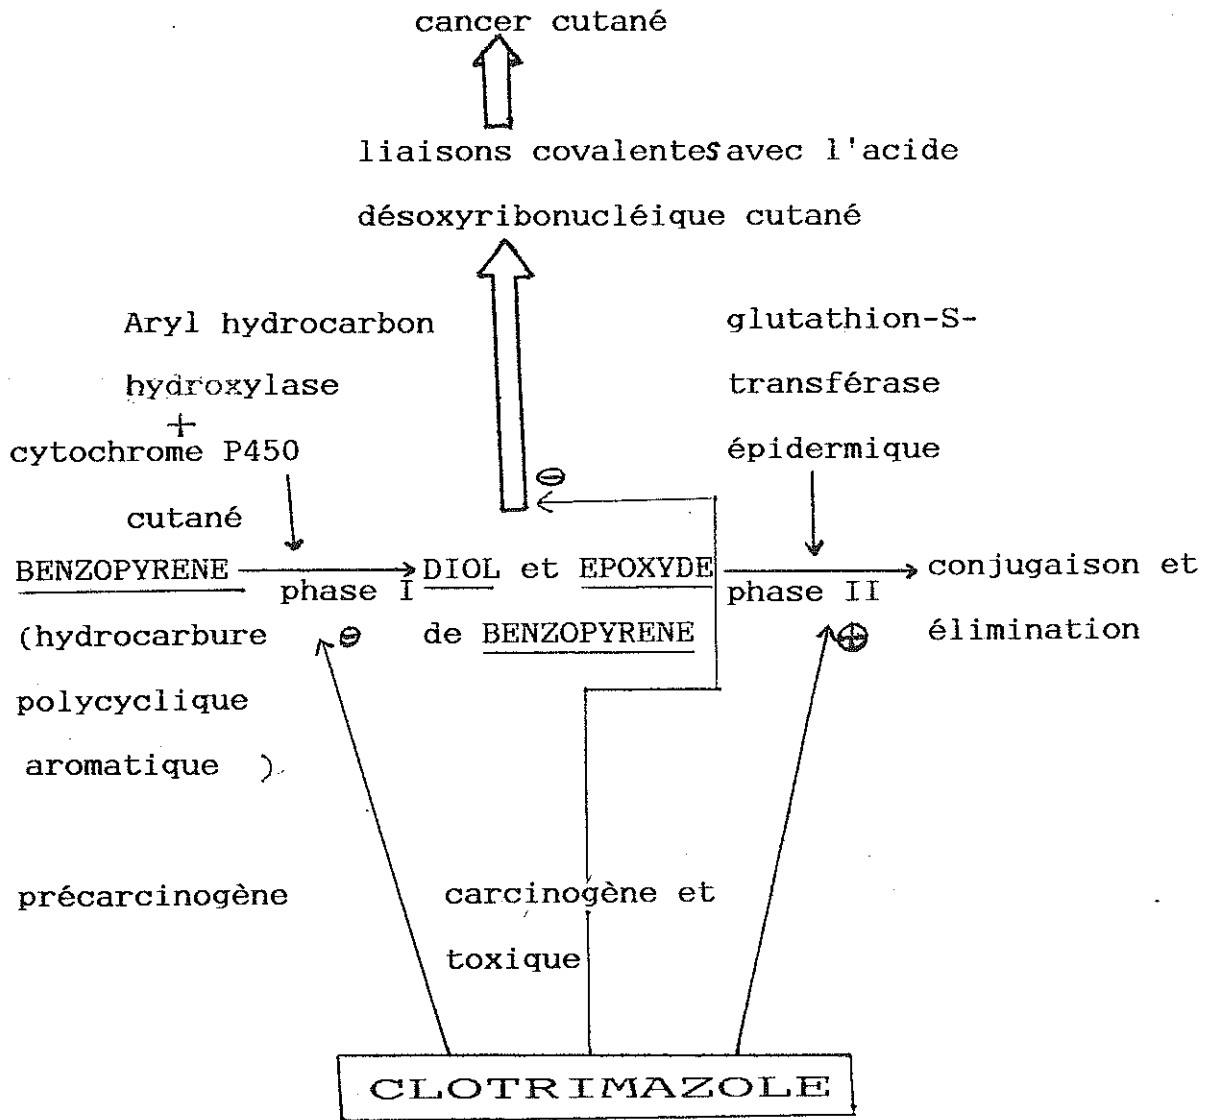 cancer cutané
liaisons covalentes avec l'acide
désoxyribonucléique cutané
Aryl hydrocarbon
hydroxylase
+
cytochrome P450
cutané
glutathion-S-
transférase
épidermique
⊖
BENZOPYRENE
phase I
DIOL et EPOXYDE
de BENZOPYRENE
phase II
conjugaison et
élimination
(hydrocarbure
polycyclique
aromatique )
⊖
⊕
précarcinogène
carcinogène et
toxique
CLOTRIMAZOLE